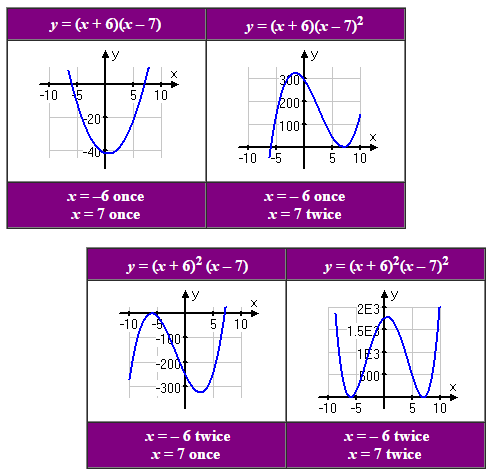 y = (x + 6)(x – 7)
y = (x + 6)(x – 7)²
y
x
-10 -5 5 10
-20
-40
y
300
200
100
x
-10 -5 5 10
x = –6 once
x = 7 once
x = – 6 once
x = 7 twice
y = (x + 6)² (x – 7)
y = (x + 6)²(x – 7)²
y
x
-10 -5 5 10
-100
-200
-300
y
2E3
1.5E3
1E3
500
x
-10 -5 5 10
x = – 6 twice
x = 7 once
x = – 6 twice
x = 7 twice